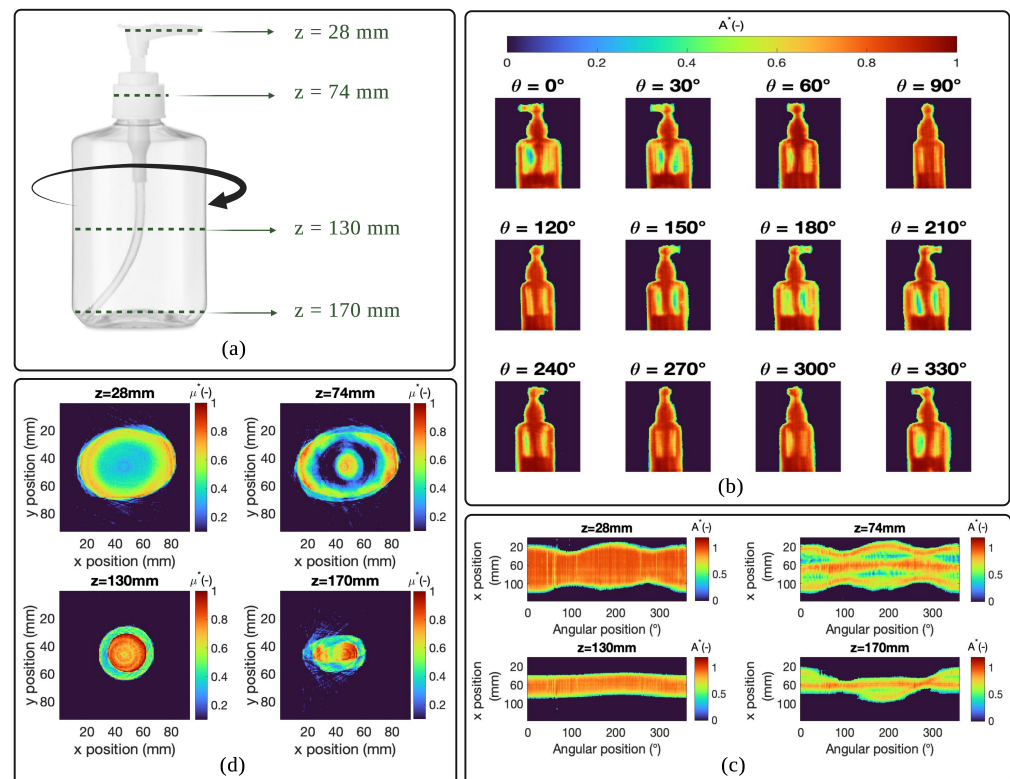 z = 28 mm
z = 74 mm
z = 130 mm
z = 170 mm
(a)
A*(-)
0 0.2 0.4 0.6 0.8 1
θ = 0° θ = 30° θ = 60° θ = 90°
θ = 120° θ = 150° θ = 180° θ = 210°
θ = 240° θ = 270° θ = 300° θ = 330°
(b)
z=28mm μ*(-) z=74mm μ*(-)
y position (mm)
20
40
60
80
20 40 60 80
x position (mm)
1
0.8
0.6
0.4
0.2
y position (mm)
20
40
60
80
20 40 60 80
x position (mm)
1
0.8
0.6
0.4
0.2
z=130mm μ*(-) z=170mm μ*(-)
y position (mm)
20
40
60
80
20 40 60 80
x position (mm)
1
0.8
0.6
0.4
0.2
y position (mm)
20
40
60
80
20 40 60 80
x position (mm)
1
0.8
0.6
0.4
0.2
(d)
z=28mm A*(-) z=74mm A*(-)
x position
(mm)
20
60
100
0 100 200 300
Angular position (°)
1
0.5
0
x position
(mm)
20
60
100
0 100 200 300
Angular position (°)
1
0.5
0
z=130mm A*(-) z=170mm A*(-)
x position
(mm)
20
60
100
0 100 200 300
Angular position (°)
1
0.5
0
x position
(mm)
20
60
100
0 100 200 300
Angular position (°)
1
0.5
0
(c)